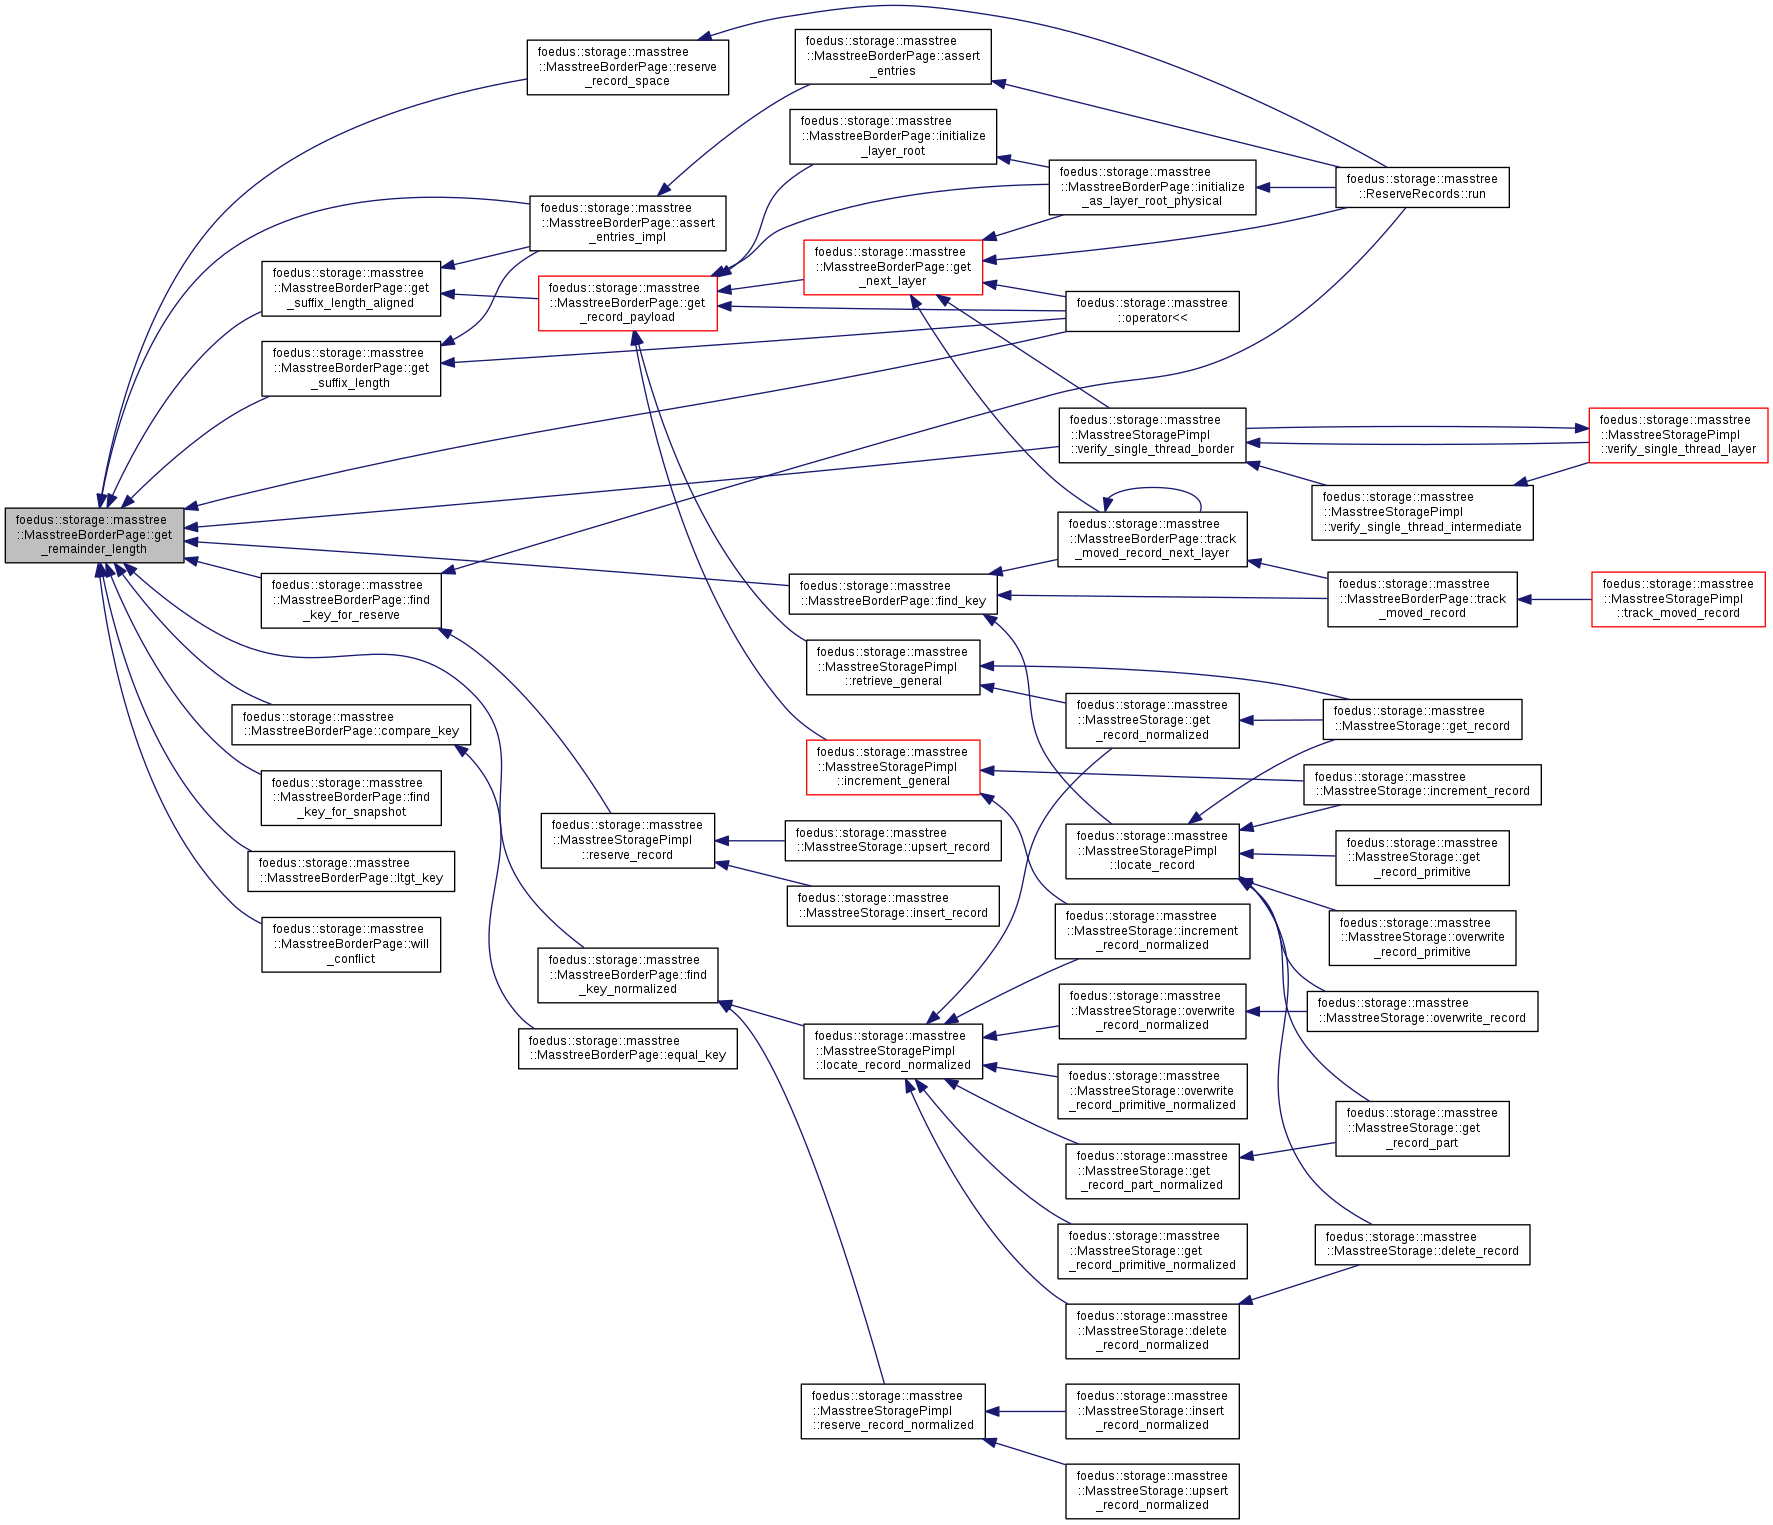 foedus::storage::masstree
::MasstreeBorderPage::get
_remainder_length
foedus::storage::masstree
::MasstreeBorderPage::reserve
_record_space
foedus::storage::masstree
::MasstreeBorderPage::assert
_entries_impl
foedus::storage::masstree
::MasstreeBorderPage::get
_suffix_length_aligned
foedus::storage::masstree
::MasstreeBorderPage::get
_suffix_length
foedus::storage::masstree
::MasstreeBorderPage::get
_record_payload
foedus::storage::masstree
::MasstreeBorderPage::find
_key_for_reserve
foedus::storage::masstree
::MasstreeBorderPage::compare_key
foedus::storage::masstree
::MasstreeBorderPage::find
_key_for_snapshot
foedus::storage::masstree
::MasstreeBorderPage::ltgt_key
foedus::storage::masstree
::MasstreeBorderPage::will
_conflict
foedus::storage::masstree
::MasstreeStoragePimpl
::reserve_record
foedus::storage::masstree
::MasstreeBorderPage::find
_key_normalized
foedus::storage::masstree
::MasstreeBorderPage::equal_key
foedus::storage::masstree
::MasstreeBorderPage::assert
_entries
foedus::storage::masstree
::MasstreeBorderPage::initialize
_layer_root
foedus::storage::masstree
::MasstreeBorderPage::get
_next_layer
foedus::storage::masstree
::MasstreeBorderPage::find_key
foedus::storage::masstree
::MasstreeStoragePimpl
::retrieve_general
foedus::storage::masstree
::MasstreeStoragePimpl
::increment_general
foedus::storage::masstree
::MasstreeStorage::upsert_record
foedus::storage::masstree
::MasstreeStorage::insert_record
foedus::storage::masstree
::MasstreeStoragePimpl
::locate_record_normalized
foedus::storage::masstree
::MasstreeStoragePimpl
::reserve_record_normalized
foedus::storage::masstree
::MasstreeBorderPage::initialize
_as_layer_root_physical
foedus::storage::masstree
::operator<<
foedus::storage::masstree
::MasstreeStoragePimpl
::verify_single_thread_border
foedus::storage::masstree
::MasstreeBorderPage::track
_moved_record_next_layer
foedus::storage::masstree
::MasstreeStorage::get
_record_normalized
foedus::storage::masstree
::MasstreeStoragePimpl
::locate_record
foedus::storage::masstree
::MasstreeStorage::increment
_record_normalized
foedus::storage::masstree
::MasstreeStorage::overwrite
_record_normalized
foedus::storage::masstree
::MasstreeStorage::overwrite
_record_primitive_normalized
foedus::storage::masstree
::MasstreeStorage::get
_record_part_normalized
foedus::storage::masstree
::MasstreeStorage::get
_record_primitive_normalized
foedus::storage::masstree
::MasstreeStorage::delete
_record_normalized
foedus::storage::masstree
::MasstreeStorage::insert
_record_normalized
foedus::storage::masstree
::MasstreeStorage::upsert
_record_normalized
foedus::storage::masstree
::ReserveRecords::run
foedus::storage::masstree
::MasstreeStoragePimpl
::verify_single_thread_intermediate
foedus::storage::masstree
::MasstreeBorderPage::track
_moved_record
foedus::storage::masstree
::MasstreeStorage::get_record
foedus::storage::masstree
::MasstreeStorage::increment_record
foedus::storage::masstree
::MasstreeStorage::get
_record_primitive
foedus::storage::masstree
::MasstreeStorage::overwrite
_record_primitive
foedus::storage::masstree
::MasstreeStorage::overwrite_record
foedus::storage::masstree
::MasstreeStorage::get
_record_part
foedus::storage::masstree
::MasstreeStorage::delete_record
foedus::storage::masstree
::MasstreeStoragePimpl
::verify_single_thread_layer
foedus::storage::masstree
::MasstreeStoragePimpl
::track_moved_record